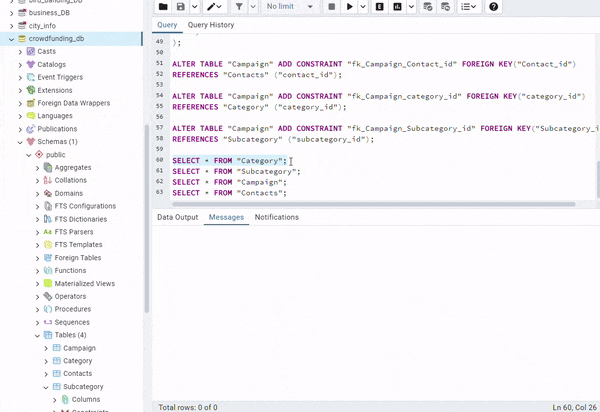 bird_banding_DB
business_DB
city_info
crowdfunding_db
Casts
Catalogs
Event Triggers
Extensions
Foreign Data Wrappers
Languages
Publications
Schemas (1)
public
Aggregates
Collations
Domains
FTS Configurations
FTS Dictionaries
FTS Parsers
FTS Templates
Foreign Tables
Functions
Materialized Views
Operators
Procedures
Sequences
Tables (4)
Campaign
Category
Contacts
Subcategory
Columns
No limit
Query Query History
49 );
50
51 ALTER TABLE "Campaign" ADD CONSTRAINT "fk_Campaign_Contact_id" FOREIGN KEY("Contact_id")
52 REFERENCES "Contacts" ("contact_id");
53
54 ALTER TABLE "Campaign" ADD CONSTRAINT "fk_Campaign_category_id" FOREIGN KEY("category_id")
55 REFERENCES "Category" ("category_id");
56
57 ALTER TABLE "Campaign" ADD CONSTRAINT "fk_Campaign_Subcategory_id" FOREIGN KEY("Subcategory_i
58 REFERENCES "Subcategory" ("subcategory_id");
59
60 SELECT * FROM "Category";
61 SELECT * FROM "Subcategory";
62 SELECT * FROM "Campaign";
63 SELECT * FROM "Contacts";
Data Output Messages Notifications
Total rows: 0 of 0
Ln 60, Col 26